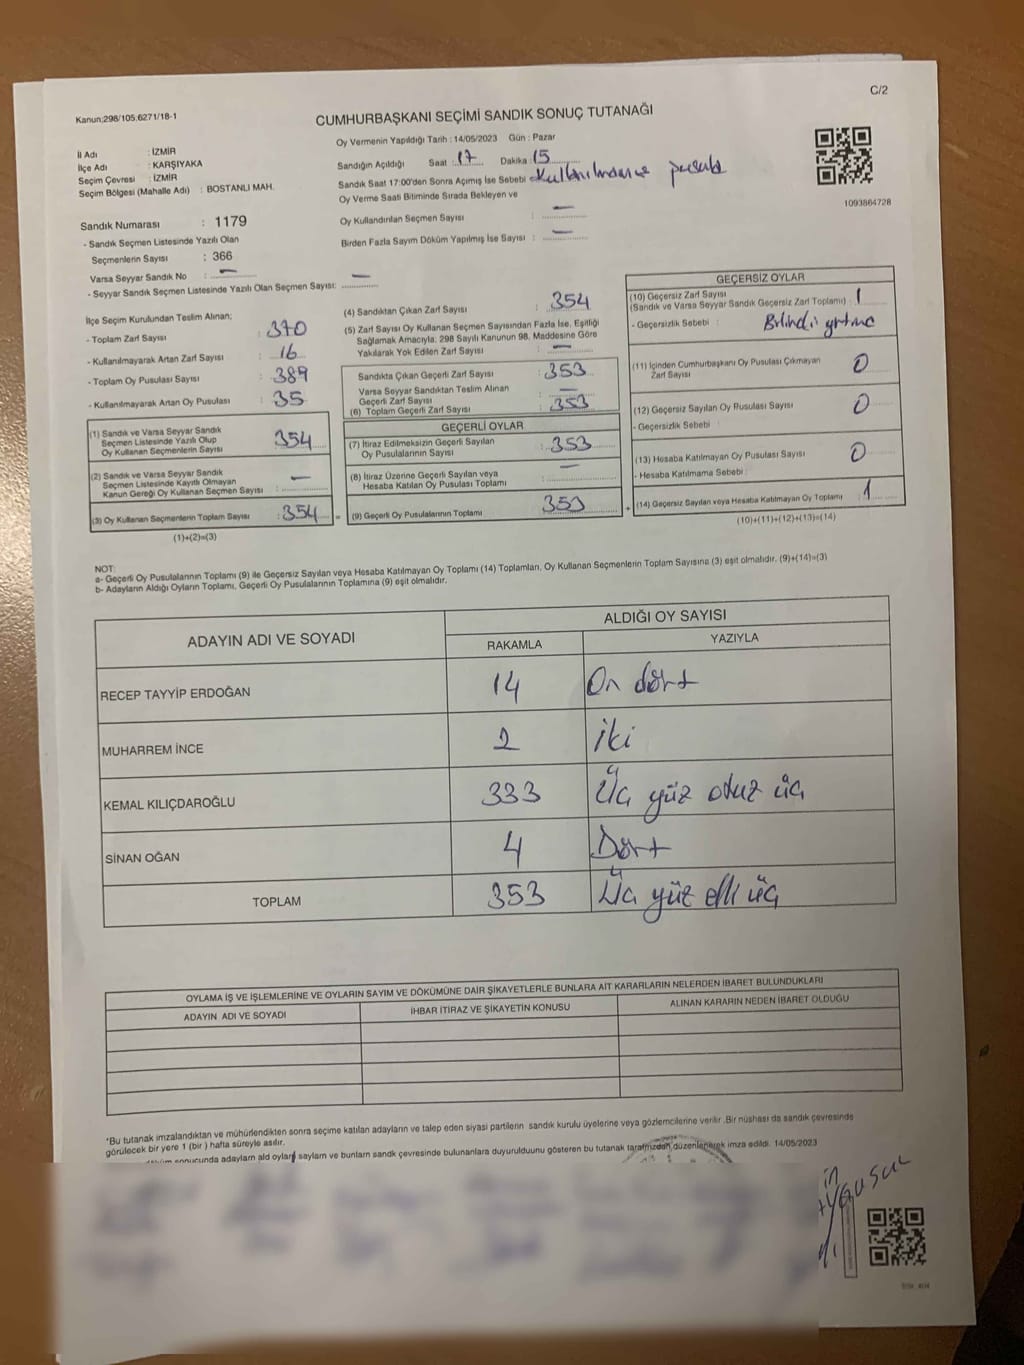 C/2
Kanun:298/105:6271/18-1
CUMHURBAŞKANI SEÇİMİ SANDIK SONUÇ TUTANAĞI
Oy Vermenin Yapıldığı Tarih : 14/05/2023 Gün : Pazar
İl Adı : İZMİR
İlçe Adı : KARŞIYAKA
Seçim Çevresi : İZMİR
Seçim Bölgesi (Mahalle Adı) : BOSTANLI MAH.
Sandığın Açıldığı Saat : 17 Dakika : 15
Sandık Saat 17:00'den Sonra Açımış İse Sebebi
Oy Verme Saati Bitiminde Sırada Bekleyen ve
Oy Kullandırılan Seçmen Sayısı : —
Birden Fazla Sayım Döküm Yapılmış İse Sayısı : —
1093864728
Sandık Numarası : 1179
- Sandık Seçmen Listesinde Yazılı Olan
Seçmenlerin Sayısı : 366
Varsa Seyyar Sandık No : —
- Seyyar Sandık Seçmen Listesinde Yazılı Olan Seçmen Sayısı: —
İlçe Seçim Kurulundan Teslim Alınan;
- Toplam Zarf Sayısı : 370
- Kullanılmayarak Artan Zarf Sayısı : 16
- Toplam Oy Pusulası Sayısı : 389
- Kullanılmayarak Artan Oy Pusulası : 35
(1) Sandık ve Varsa Seyyar Sandık
Seçmen Listesinde Yazılı Olup
Oy Kullanan Seçmenlerin Sayısı : 354
(2) Sandık ve Varsa Seyyar Sandık
Seçmen Listesinde Kayıtlı Olmayan
Kanun Gereği Oy Kullanan Seçmen Sayısı : —
(3) Oy Kullanan Seçmenlerin Toplam Sayısı : 354 =
(1)+(2)=(3)
(4) Sandıktan Çıkan Zarf Sayısı : 354
(5) Zarf Sayısı Oy Kullanan Seçmen Sayısından Fazla İse, Eşitliği
Sağlamak Amacıyla; 298 Sayılı Kanunun 98. Maddesine Göre
Yakılarak Yok Edilen Zarf Sayısı : —
Sandıkta Çıkan Geçerli Zarf Sayısı : 353
Varsa Seyyar Sandıktan Teslim Alınan
Geçerli Zarf Sayısı : —
(6) Toplam Geçerli Zarf Sayısı : 353
GEÇERLİ OYLAR
(7) İtiraz Edilmeksizin Geçerli Sayılan
Oy Pusulalarının Sayısı : 353
(8) İtiraz Üzerine Geçerli Sayılan veya
Hesaba Katılan Oy Pusulası Toplamı : —
(9) Geçerli Oy Pusulalarının Toplamı : 353 +
GEÇERSİZ OYLAR
(10) Geçersiz Zarf Sayısı
(Sandık ve Varsa Seyyar Sandık Geçersiz Zarf Toplamı) : 1
- Geçersizlik Sebebi :
(11) İçinden Cumhurbaşkanı Oy Pusulası Çıkmayan
Zarf Sayısı : 0
(12) Geçersiz Sayılan Oy Pusulası Sayısı : 0
- Geçersizlik Sebebi :
(13) Hesaba Katılmayan Oy Pusulası Sayısı : 0
- Hesaba Katılmama Sebebi :
(14) Geçersiz Sayılan veya Hesaba Katılmayan Oy Toplamı : 1
(10)+(11)+(12)+(13)=(14)
NOT:
a- Geçerli Oy Pusulalarının Toplamı (9) ile Geçersiz Sayılan veya Hesaba Katılmayan Oy Toplamı (14) Toplamları, Oy Kullanan Seçmenlerin Toplam Sayısına (3) eşit olmalıdır. (9)+(14)=(3)
b- Adayların Aldığı Oyların Toplamı, Geçerli Oy Pusulalarının Toplamına (9) eşit olmalıdır.
ADAYIN ADI VE SOYADI ALDIĞI OY SAYISI
RAKAMLA YAZIYLA
RECEP TAYYİP ERDOĞAN 14 On dört
MUHARREM İNCE 2 İki
KEMAL KILIÇDAROĞLU 333 Üç yüz otuz üç
SİNAN OĞAN 4 Dört
TOPLAM 353 Üç yüz elli üç
OYLAMA İŞ VE İŞLEMLERİNE VE OYLARIN SAYIM VE DÖKÜMÜNE DAİR ŞİKAYETLERLE BUNLARA AİT KARARLARIN NELERDEN İBARET BULUNDUKLARI
ADAYIN ADI VE SOYADI İHBAR İTİRAZ VE ŞİKAYETİN KONUSU ALINAN KARARIN NEDEN İBARET OLDUĞU
*Bu tutanak imzalandıktan ve mühürlendikten sonra seçime katılan adayların ve talep eden siyasi partilerin sandık kurulu üyelerine veya gözlemcilerine verilir .Bir nüshası da sandık çevresinde
görülecek bir yere 1 (bir ) hafta süreyle asılır.
sonucunda adayların ald oyları sayların ve bunların sandık çevresinde bulunanlara duyurulduunu gösteren bu tutanak tarafmızdan düzenlenerek imza edildi. 14/05/2023